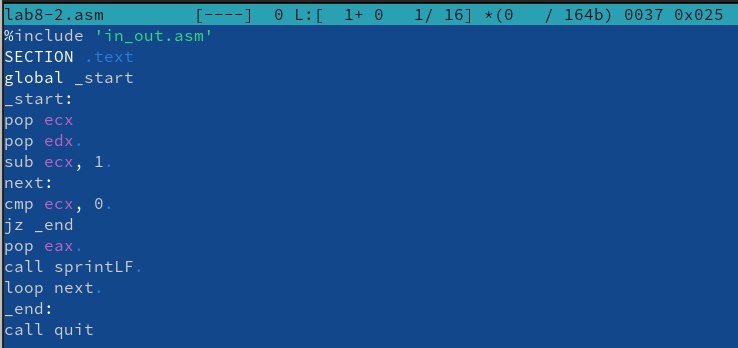 lab8-2.asm [----] 0 L:[ 1+ 0 1/ 16] *(0 / 164b) 0037 0x025
%include 'in_out.asm'
SECTION .text
global _start
_start:
pop ecx
pop edx.
sub ecx, 1.
next:
cmp ecx, 0.
jz _end
pop eax.
call sprintLF.
loop next.
_end:
call quit